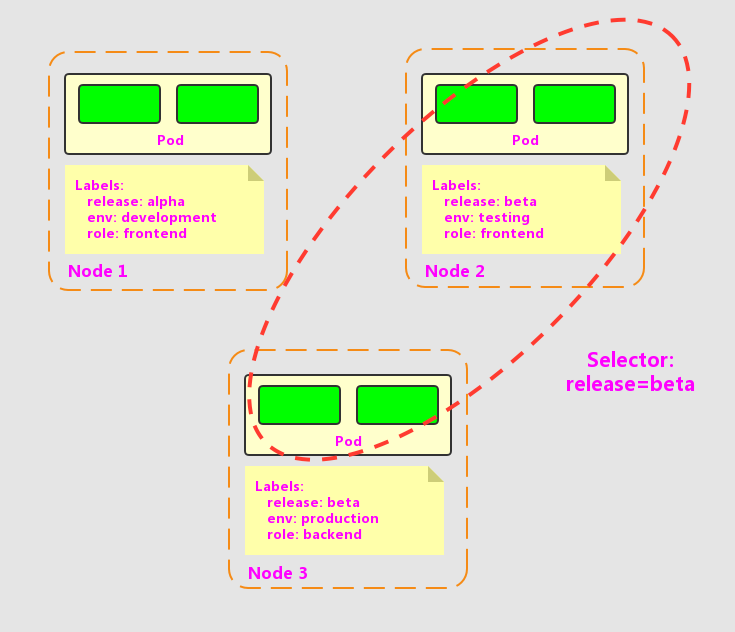 Pod
Labels:
release: alpha
env: development
role: frontend
Node 1
Pod
Labels:
release: beta
env: testing
role: frontend
Node 2
Selector:
release=beta
Pod
Labels:
release: beta
env: production
role: backend
Node 3